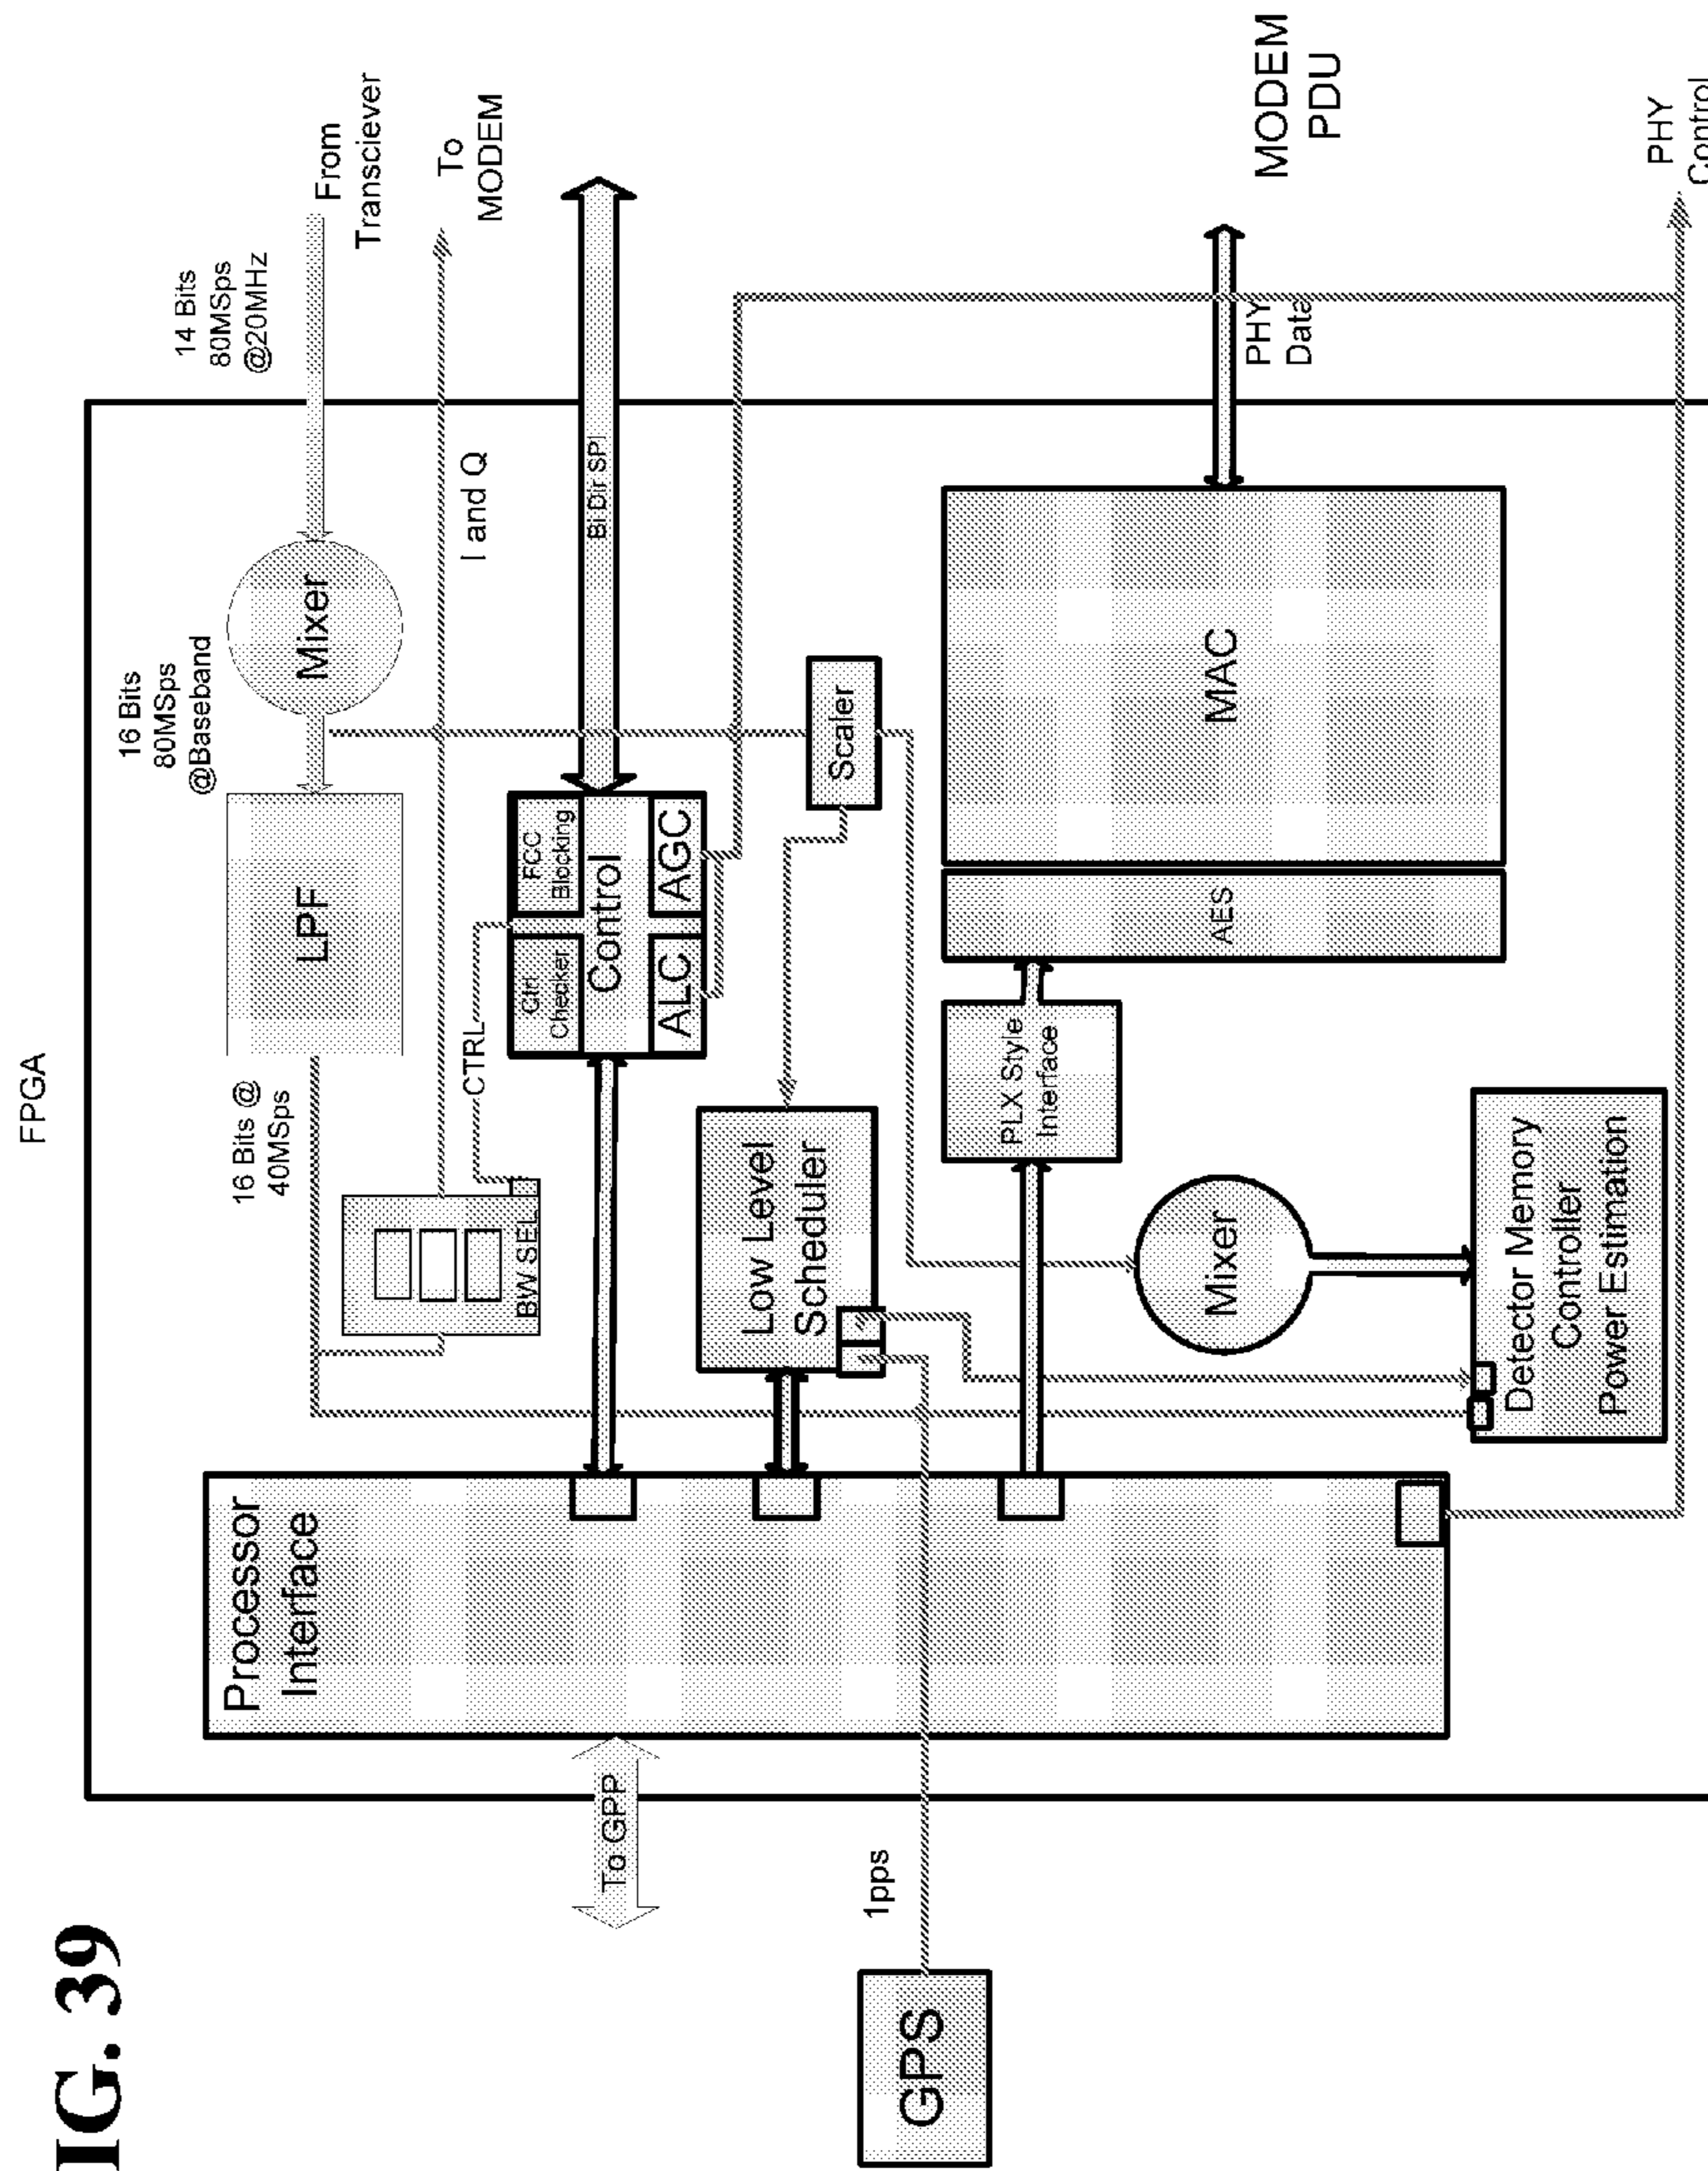 FPGA
IG. 39
From
Transciever
14 Bits
80MSps
@20MHz
To
MODEM
Mixer
16 Bits
80MSps
@Baseband
I and Q
LPF
16 Bits @
40MSps
BW SEL
CTRL
Ctrl
Checker
FCC
Blocking
Control
ALC
AGC
Bi Dir SPI
Scaler
Low Level
Scheduler
Processor
Interface
To GPP
1pps
GPS
PLX Style
Interface
AES
MAC
PHY
Data
MODEM
PDU
Mixer
Detector Memory
Controller
Power Estimation
PHY
Control